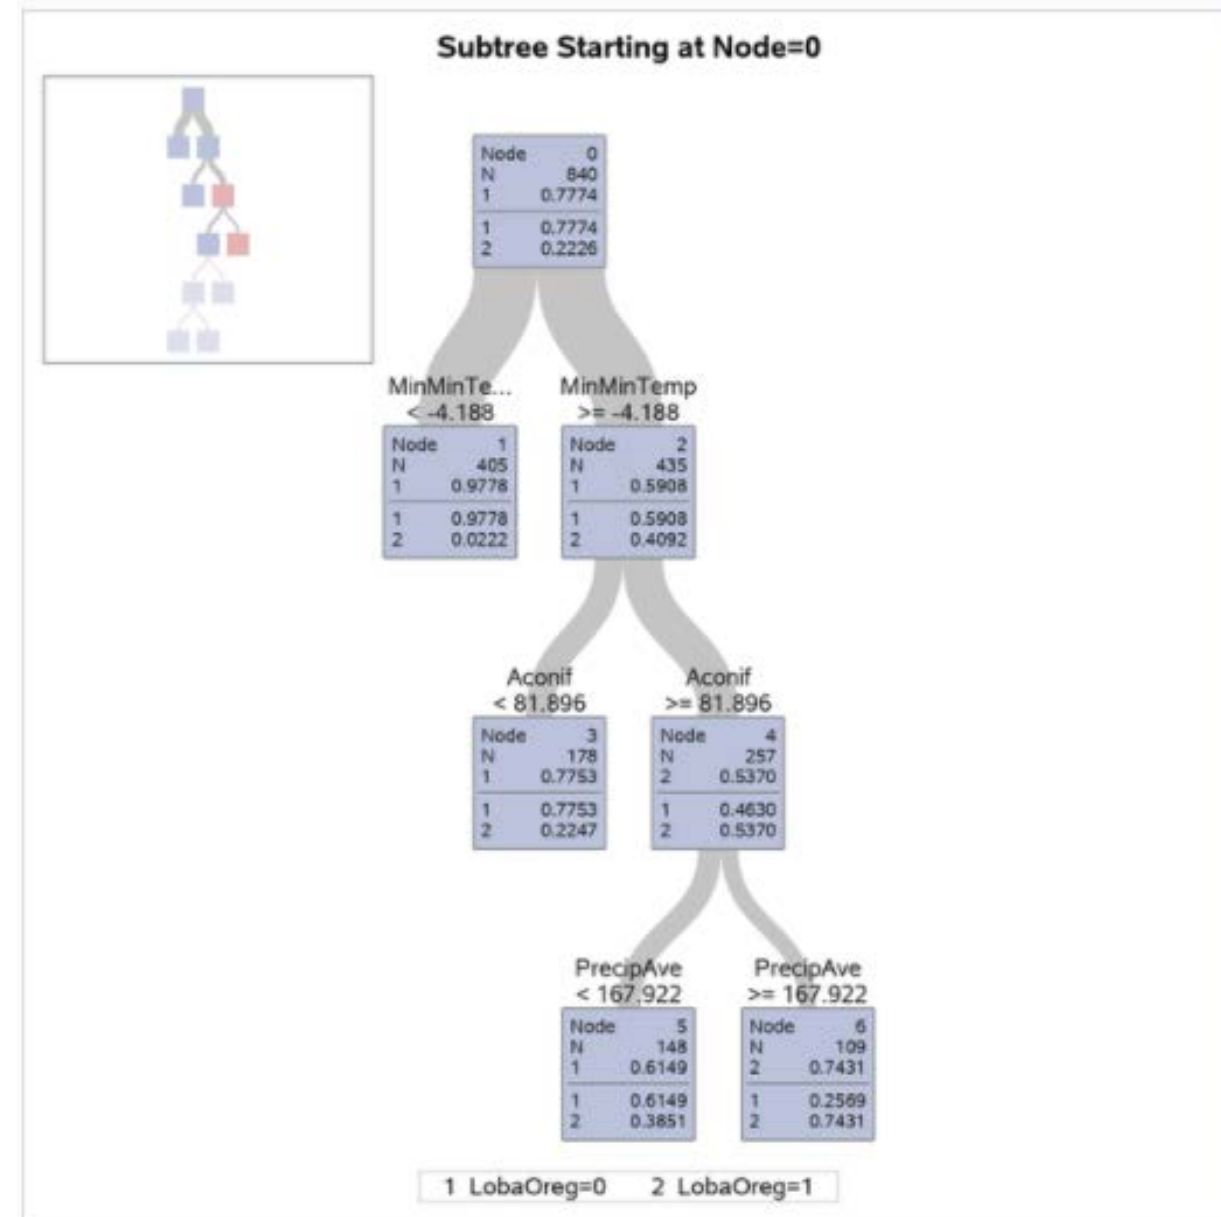 Subtree Starting at Node=0
Node 0
N 840
1 0.7774
1 0.7774
2 0.2226
MinMinTe...
< -4.188
MinMinTemp
>= -4.188
Node 1
N 405
1 0.9778
1 0.9778
2 0.0222
Node 2
N 435
1 0.5908
1 0.5908
2 0.4092
Aconif
< 81.896
Aconif
>= 81.896
Node 3
N 178
1 0.7753
1 0.7753
2 0.2247
Node 4
N 257
2 0.5370
1 0.4630
2 0.5370
PrecipAve
< 167.922
PrecipAve
>= 167.922
Node 5
N 148
1 0.6149
1 0.6149
2 0.3851
Node 6
N 109
2 0.7431
1 0.2569
2 0.7431
1 LobaOreg=0 2 LobaOreg=1